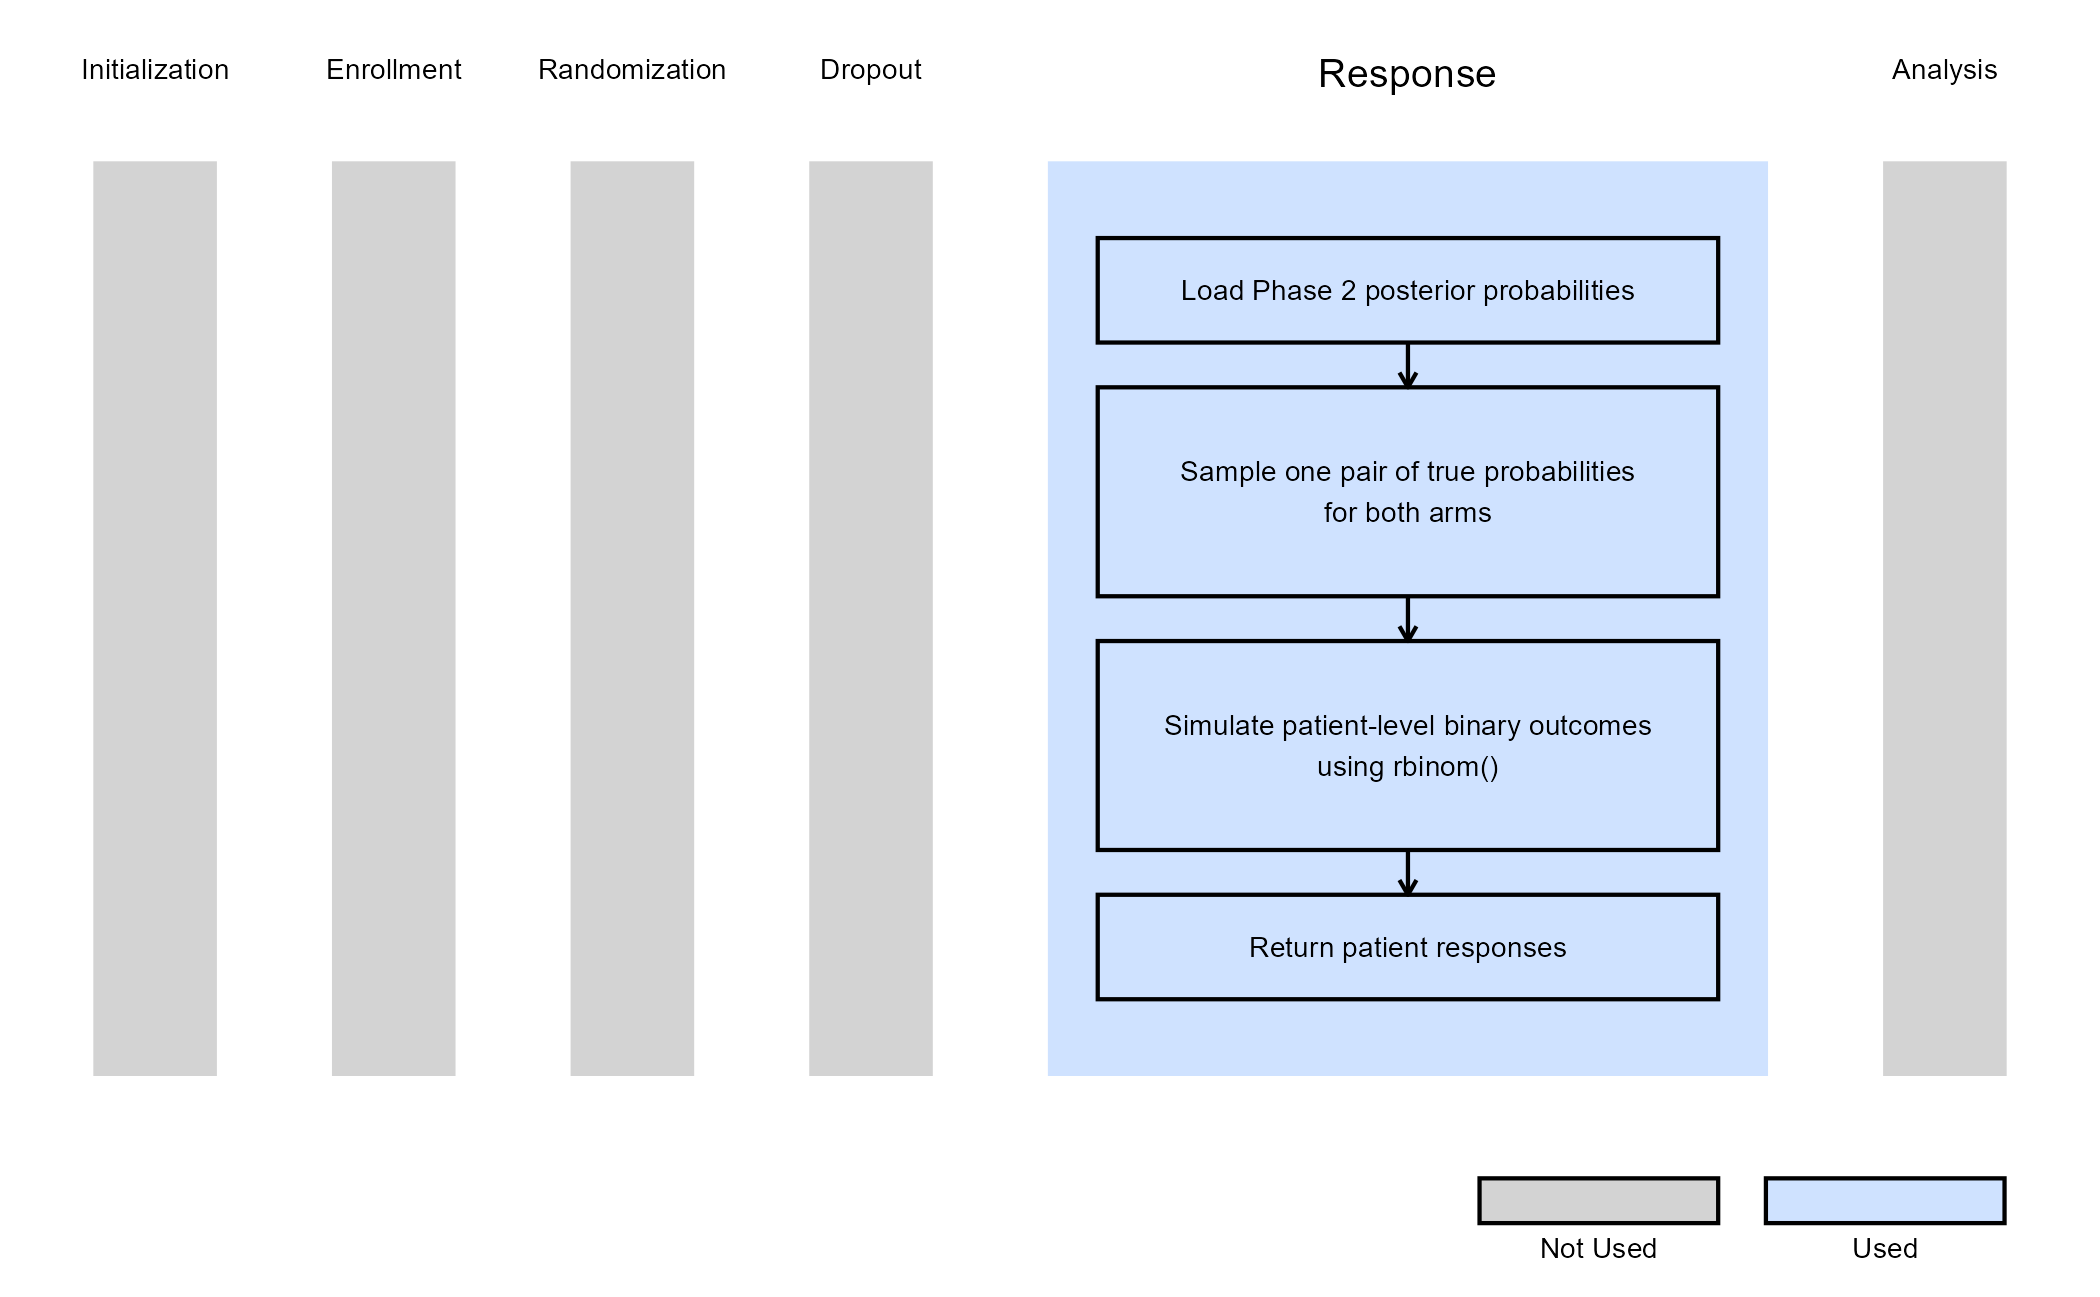 Initialization
Enrollment
Randomization
Dropout
Response
Analysis
Load Phase 2 posterior probabilities
Sample one pair of true probabilities
for both arms
Simulate patient-level binary outcomes
using rbinom()
Return patient responses
Not Used
Used